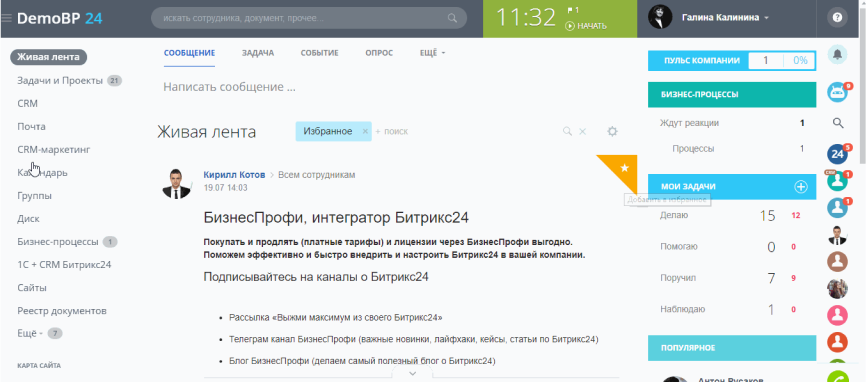 DemoBP 24
искать сотрудника, документ, прочее...
11:32
1
НАЧАТЬ
Галина Калинина
?
Живая лента
Задачи и Проекты 21
CRM
Почта
CRM-маркетинг
Календарь
Группы
Диск
Бизнес-процессы 1
1С + CRM Битрикс24
Сайты
Реестр документов
Ещё 7
КАРТА САЙТА
СООБЩЕНИЕ ЗАДАЧА СОБЫТИЕ ОПРОС ЕЩЁ
Написать сообщение ...
Живая лента
Избранное × + поиск
Кирилл Котов > Всем сотрудникам
19.07 14:03
Добавить в избранное
БизнесПрофи, интегратор Битрикс24
Покупать и продлять (платные тарифы) и лицензии через БизнесПрофи выгодно.
Поможем эффективно и быстро внедрить и настроить Битрикс24 в вашей компании.
Подписывайтесь на каналы о Битрикс24
• Рассылка «Выжми максимум из своего Битрикс24»
• Телеграм канал БизнесПрофи (важные новинки, лайфхаки, кейсы, статьи по Битрикс24)
• Блог БизнесПрофи (делаем самый полезный блог о Битрикс24)
ПУЛЬС КОМПАНИИ 1 0%
БИЗНЕС-ПРОЦЕССЫ
Ждут реакции 1
Процессы 1
МОИ ЗАДАЧИ
Делаю 15 12
Помогаю 0 0
Поручил 7 9
Наблюдаю 1 0
ПОПУЛЯРНОЕ
Антон Русаков
9
24 5
CRM 1
1